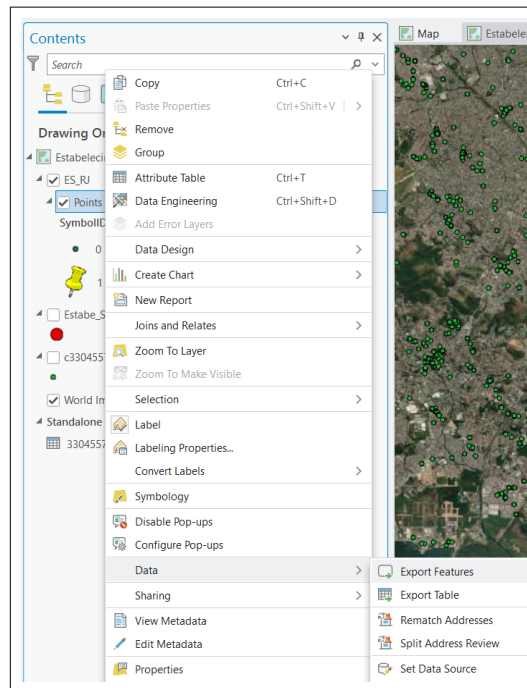 Contents
Search
Drawing Or
Estabeleci
ES_RJ
Points
SymbolID
0
1
Estabe_S
c330455
World Im
Standalone
3304557
Copy Ctrl+C
Paste Properties Ctrl+Shift+V
Remove
Group
Attribute Table Ctrl+T
Data Engineering Ctrl+Shift+D
Add Error Layers
Data Design
Create Chart
New Report
Joins and Relates
Zoom To Layer
Zoom To Make Visible
Selection
Label
Labeling Properties...
Convert Labels
Symbology
Disable Pop-ups
Configure Pop-ups
Data
Sharing
View Metadata
Edit Metadata
Properties
Export Features
Export Table
Rematch Addresses
Split Address Review
Set Data Source
Map
Estabele